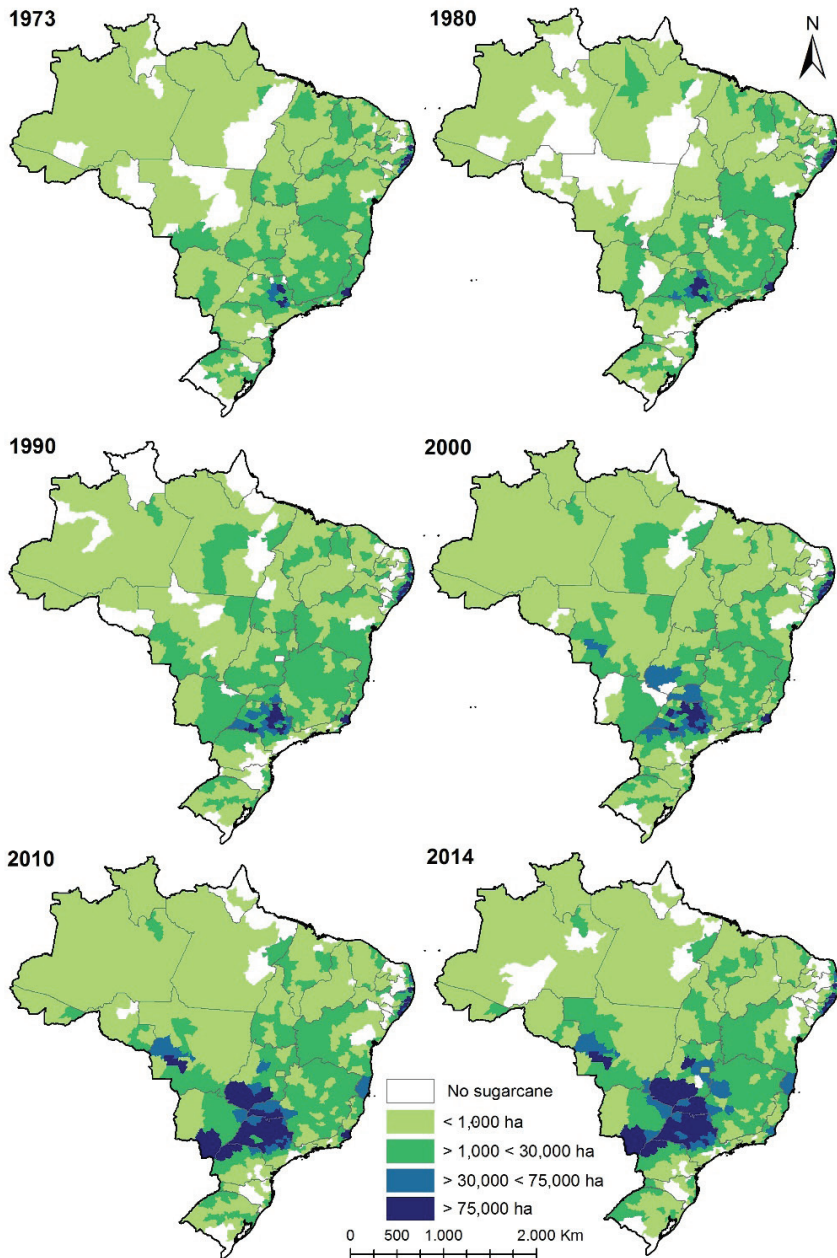 1973
1980
N
1990
2000
2010
2014
No sugarcane
< 1,000 ha
> 1,000 < 30,000 ha
> 30,000 < 75,000 ha
> 75,000 ha
0 500 1.000 2.000 Km